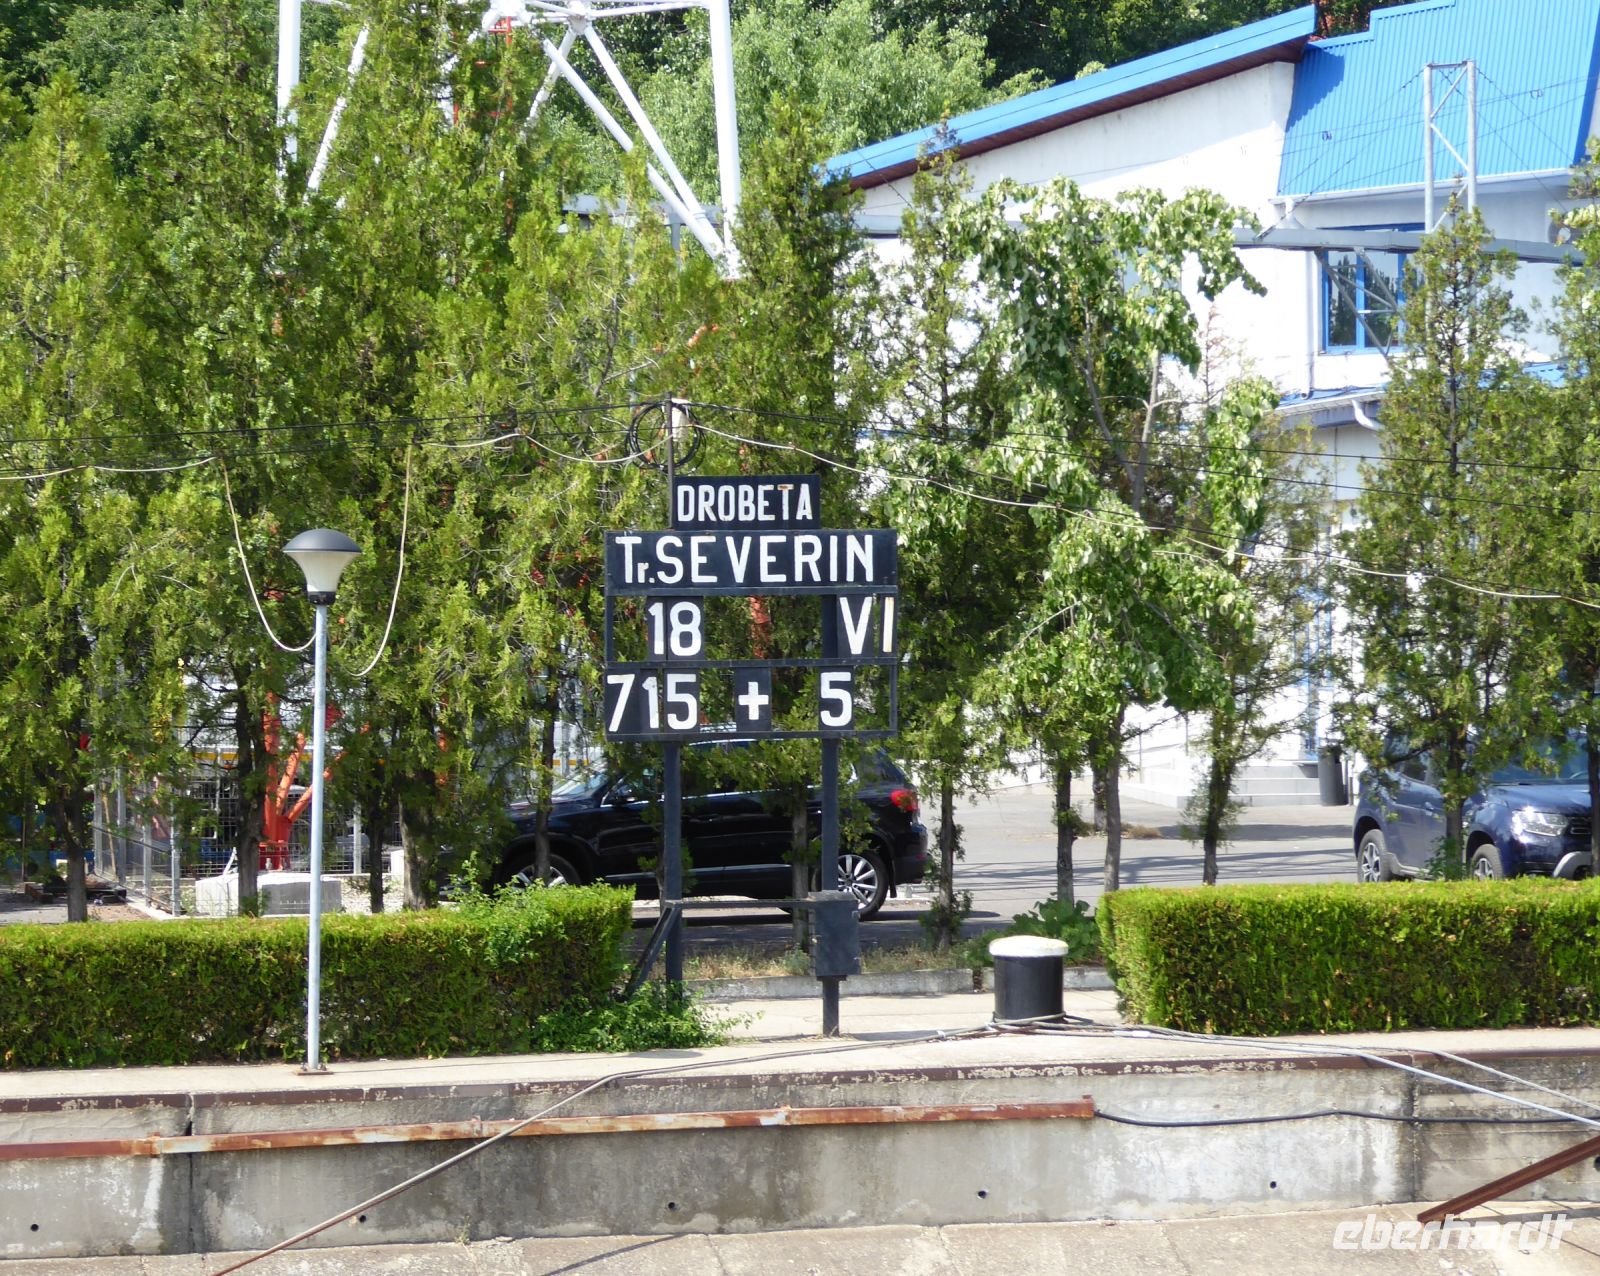 DROBETA
Tr. SEVERIN
18 VI
715 + 5
eberhardt